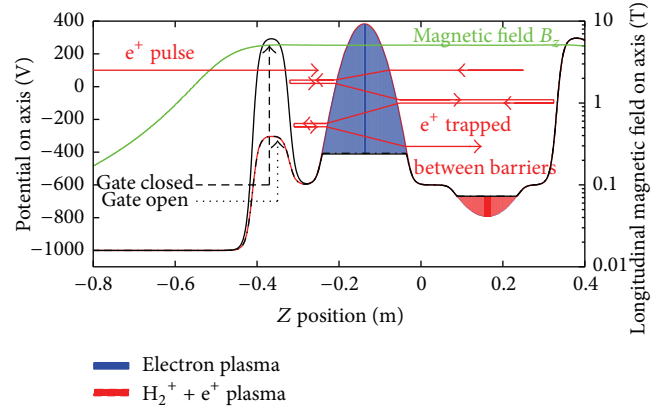 400
200
0
−200
−400
−600
−800
−1000
Potential on axis (V)
e+ pulse
Magnetic field Bz
e+ trapped
between barriers
Gate closed
Gate open
10
1
0.1
0.01
Longitudinal magnetic field on axis (T)
−0.8 −0.6 −0.4 −0.2 0 0.2 0.4
Z position (m)
Electron plasma
H2+ + e+ plasma